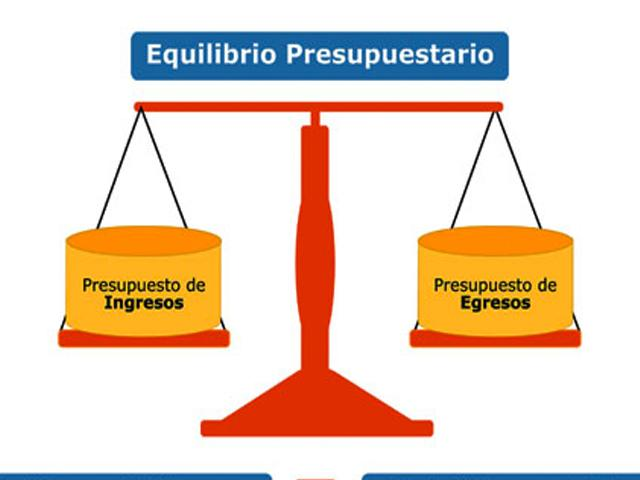 Equilibrio Presupuestario
Presupuesto de
Ingresos
Presupuesto de
Egresos